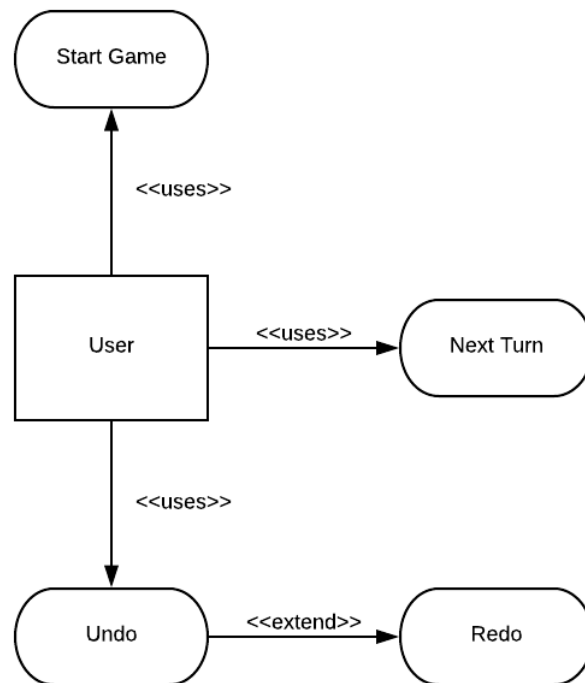 Start Game
<<uses>>
User
<<uses>>
Next Turn
<<uses>>
Undo
<<extend>>
Redo